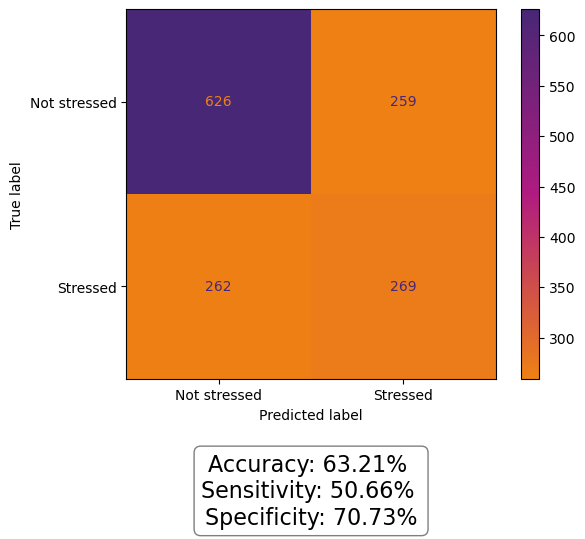 600
626
259
Not stressed
550
500
True label
450
400
262
269
Stressed
350
300
Not stressed
Stressed
Predicted label
Accuracy: 63.21%
Sensitivity: 50.66%
Specificity: 70.73%